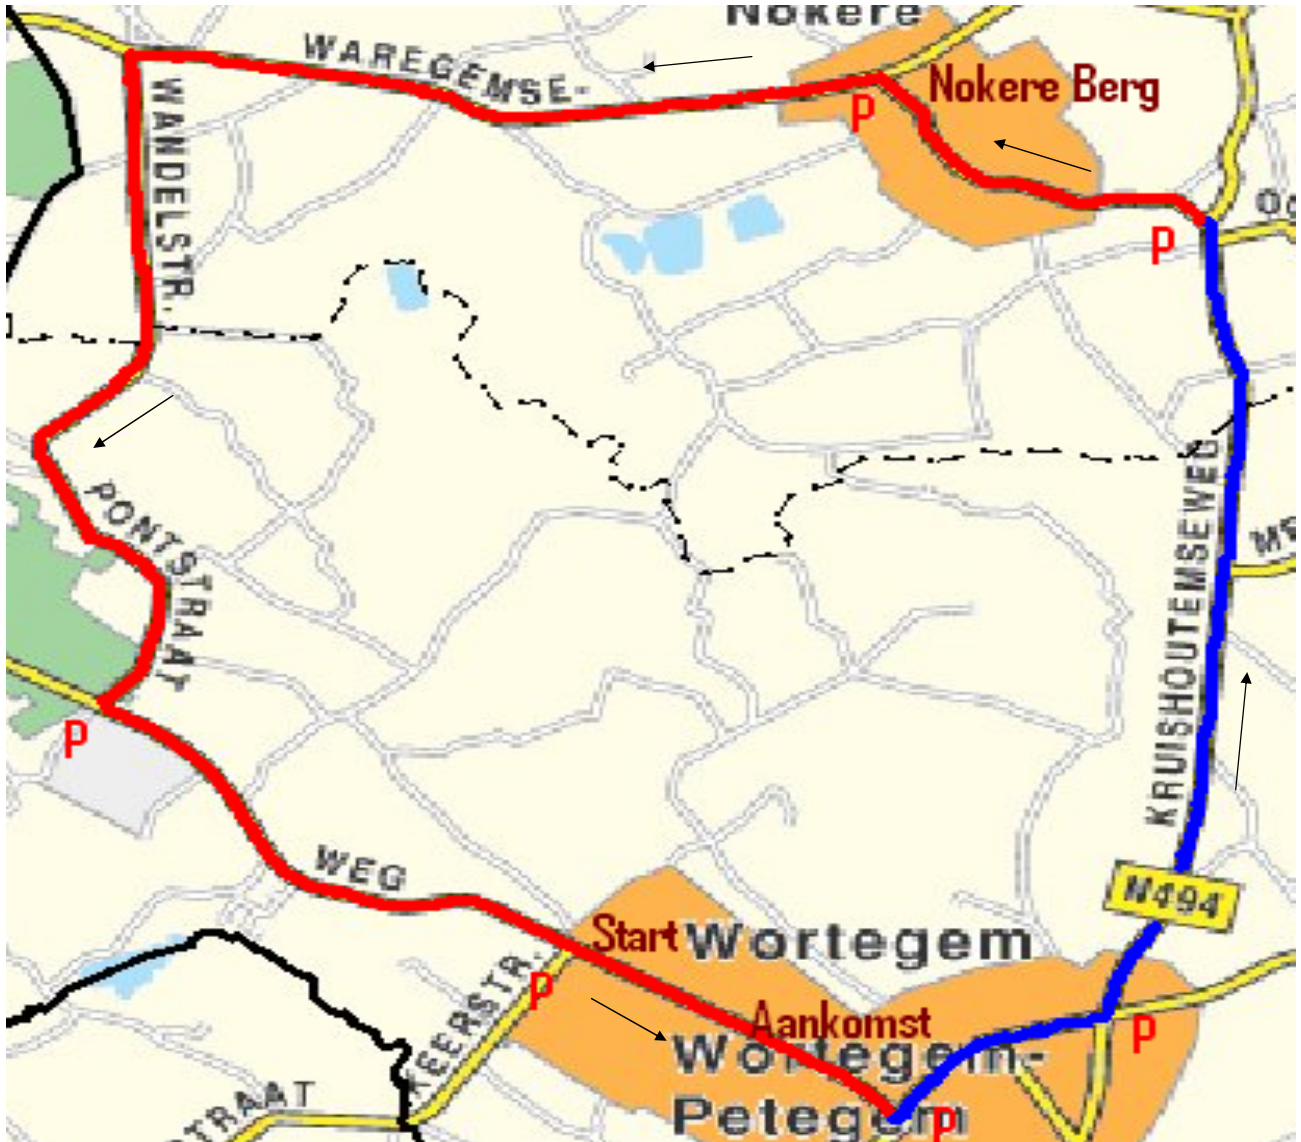 Nokere
WAREGEMSE-
Nokere Berg
P
WANDELSTR.
P
PONTSTRAAT
KRUISHOUTEMSEWEG
P
WEG
N494
Start
Wortegem
P
KEERSTR.
Aankomst
P
Wortegem-
Petegem
P
STRAAT